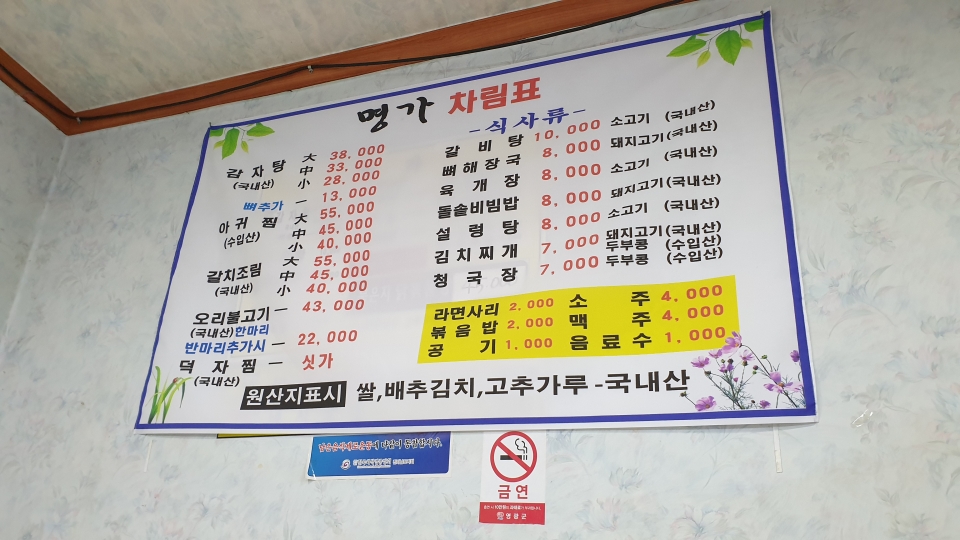 명가 차림표
감자탕 大 38,000
(국내산) 中 33,000
小 28,000
뼈추가 ㅡ 13,000
아귀찜 大 55,000
(수입산) 中 45,000
小 40,000
갈치조림 大 55,000
(국내산) 中 45,000
小 40,000
오리불고기 ㅡ 43,000
(국내산)한마리
반마리추가시 ㅡ 22,000
덕자찜 ㅡ 싯가
(국내산)
-식사류-
갈비탕 10,000 소고기 (국내산)
뼈해장국 8,000 돼지고기(국내산)
육개장 8,000 소고기 (국내산)
돌솥비빔밥 8,000 돼지고기(국내산)
설령탕 8,000 소고기 (국내산)
김치찌개 7,000 돼지고기(국내산)
두부콩 (수입산)
청국장 7,000 두부콩 (수입산)
라면사리 2,000 소주 4,000
볶음밥 2,000 맥주 4,000
공기 1,000 음료수 1,000
원산지표시 쌀,배추김치,고추가루-국내산
금연
영광군